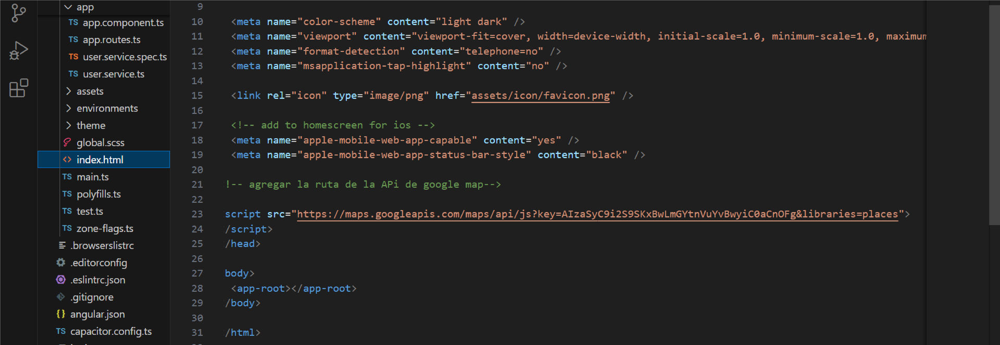 app
TS app.component.ts
TS app.routes.ts
TS user.service.spec.ts
TS user.service.ts
assets
environments
theme
global.scss
index.html
TS main.ts
TS polyfills.ts
TS test.ts
TS zone-flags.ts
.browserslistrc
.editorconfig
.eslintrc.json
.gitignore
{} angular.json
TS capacitor.config.ts
9
10 <meta name="color-scheme" content="light dark" />
11 <meta name="viewport" content="viewport-fit=cover, width=device-width, initial-scale=1.0, minimum-scale=1.0, maximum
12 <meta name="format-detection" content="telephone=no" />
13 <meta name="msapplication-tap-highlight" content="no" />
14
15 <link rel="icon" type="image/png" href="assets/icon/favicon.png" />
16
17 <!-- add to homescreen for ios -->
18 <meta name="apple-mobile-web-app-capable" content="yes" />
19 <meta name="apple-mobile-web-app-status-bar-style" content="black" />
20
21 !-- agregar la ruta de la APi de google map-->
22
23 script src="https://maps.googleapis.com/maps/api/js?key=AIzaSyC9i2S9SKxBwLmGYtnVuYvBwyiC0aCnOFg&libraries=places">
24 /script>
25 /head>
26
27 body>
28 <app-root></app-root>
29 /body>
30
31 /html>